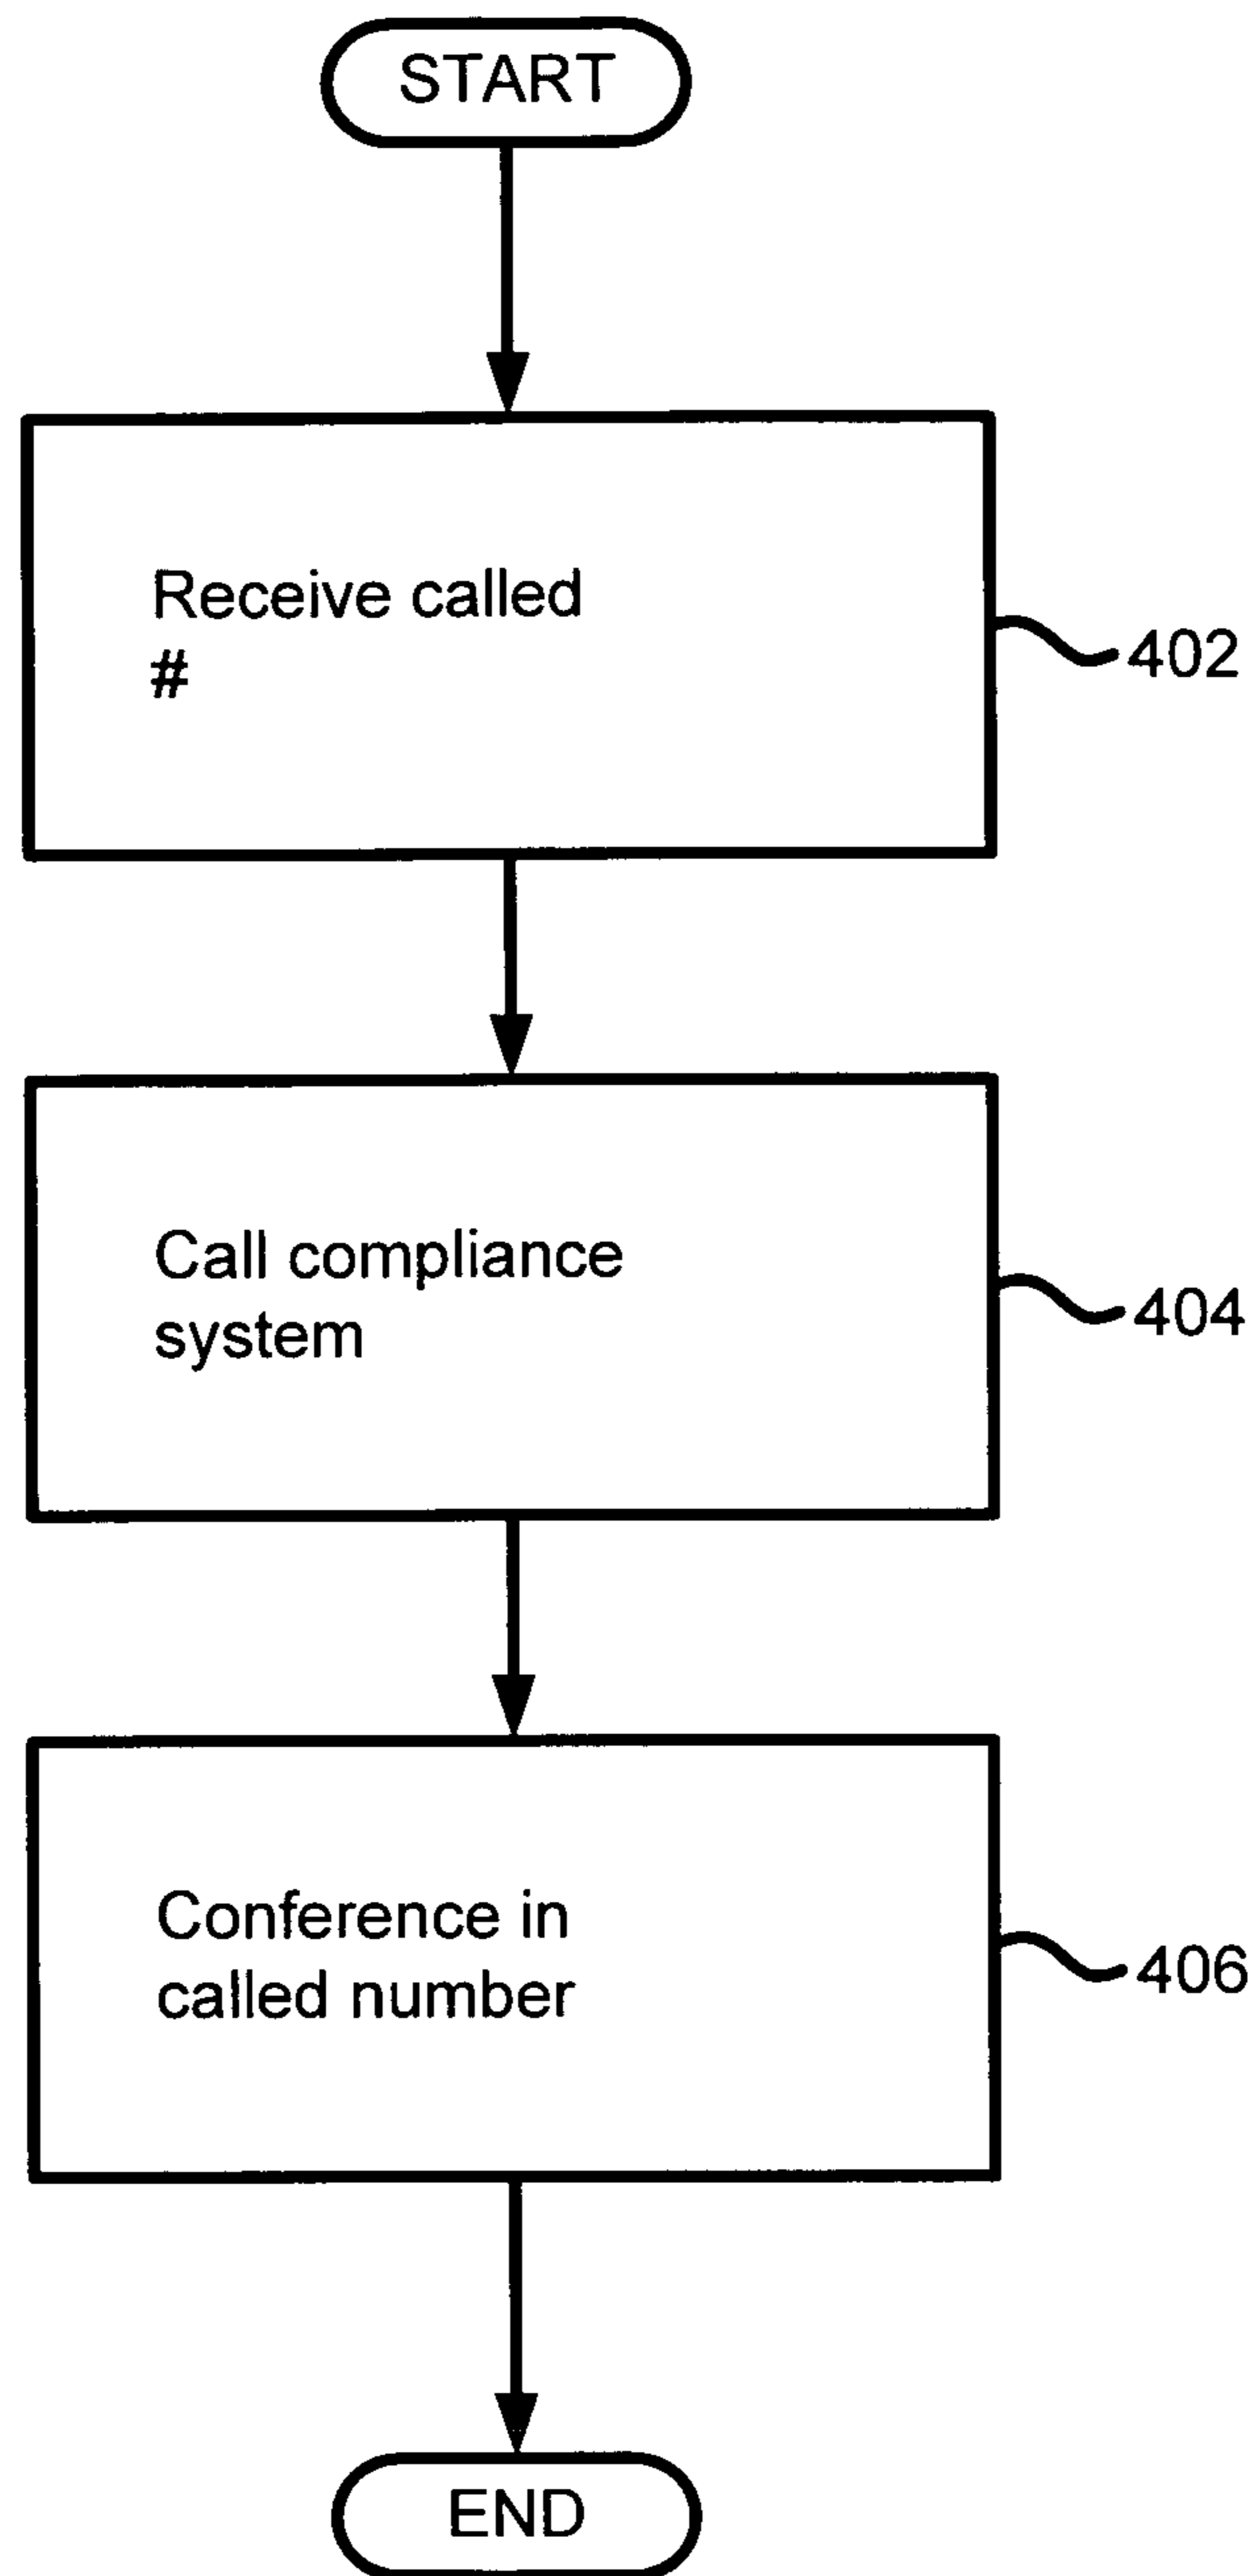 START
Receive called
#
402
Call compliance
system
404
Conference in
called number
406
END